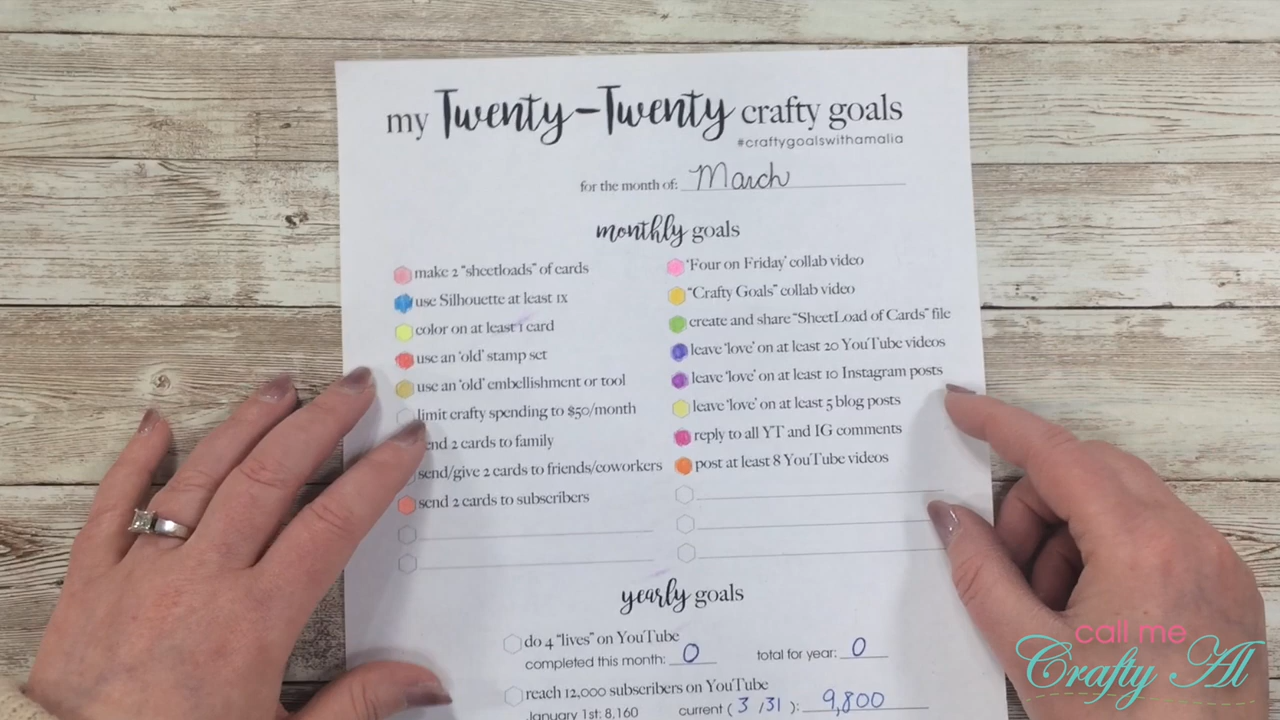 my Twenty-Twenty crafty goals
#craftygoalswithamalia
for the month of: March
monthly goals
make 2 "sheetloads" of cards
use Silhouette at least 1x
color on at least 1 card
use an 'old' stamp set
use an 'old' embellishment or tool
limit crafty spending to $50/month
end 2 cards to family
send/give 2 cards to friends/coworkers
send 2 cards to subscribers
'Four on Friday' collab video
"Crafty Goals" collab video
create and share "SheetLoad of Cards" file
leave 'love' on at least 20 YouTube videos
leave 'love' on at least 10 Instagram posts
leave 'love' on at least 5 blog posts
reply to all YT and IG comments
post at least 8 YouTube videos
yearly goals
do 4 "lives" on YouTube
completed this month: 0 total for year: 0
reach 12,000 subscribers on YouTube
January 1st: 8,160 current (3/31): 9,800
call me
Crafty Al